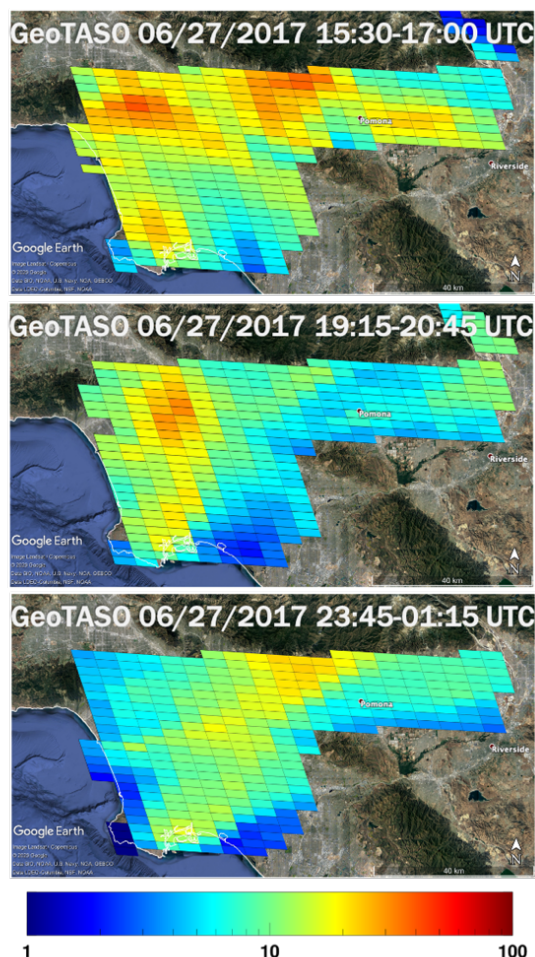 GeoTASO 06/27/2017 15:30-17:00 UTC
Pomona
Riverside
Google Earth
N
40 km
GeoTASO 06/27/2017 19:15-20:45 UTC
Pomona
Riverside
Google Earth
N
40 km
GeoTASO 06/27/2017 23:45-01:15 UTC
Pomona
Riverside
Google Earth
N
40 km
1
10
100